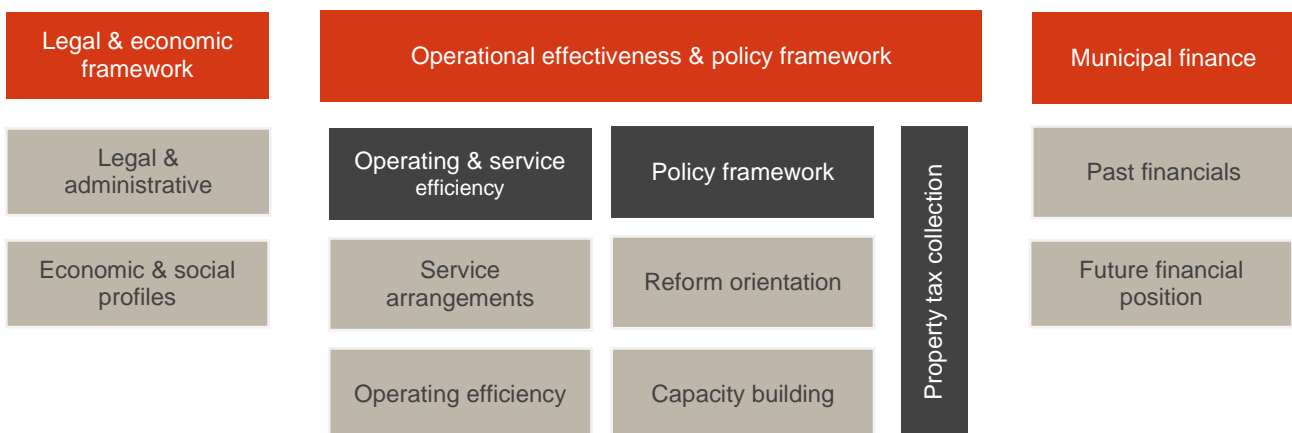 Legal & economic
framework
Operational effectiveness & policy framework
Municipal finance
Legal &
administrative
Economic & social
profiles
Operating & service
efficiency
Service
arrangements
Operating efficiency
Policy framework
Reform orientation
Capacity building
Property tax collection
Past financials
Future financial
position